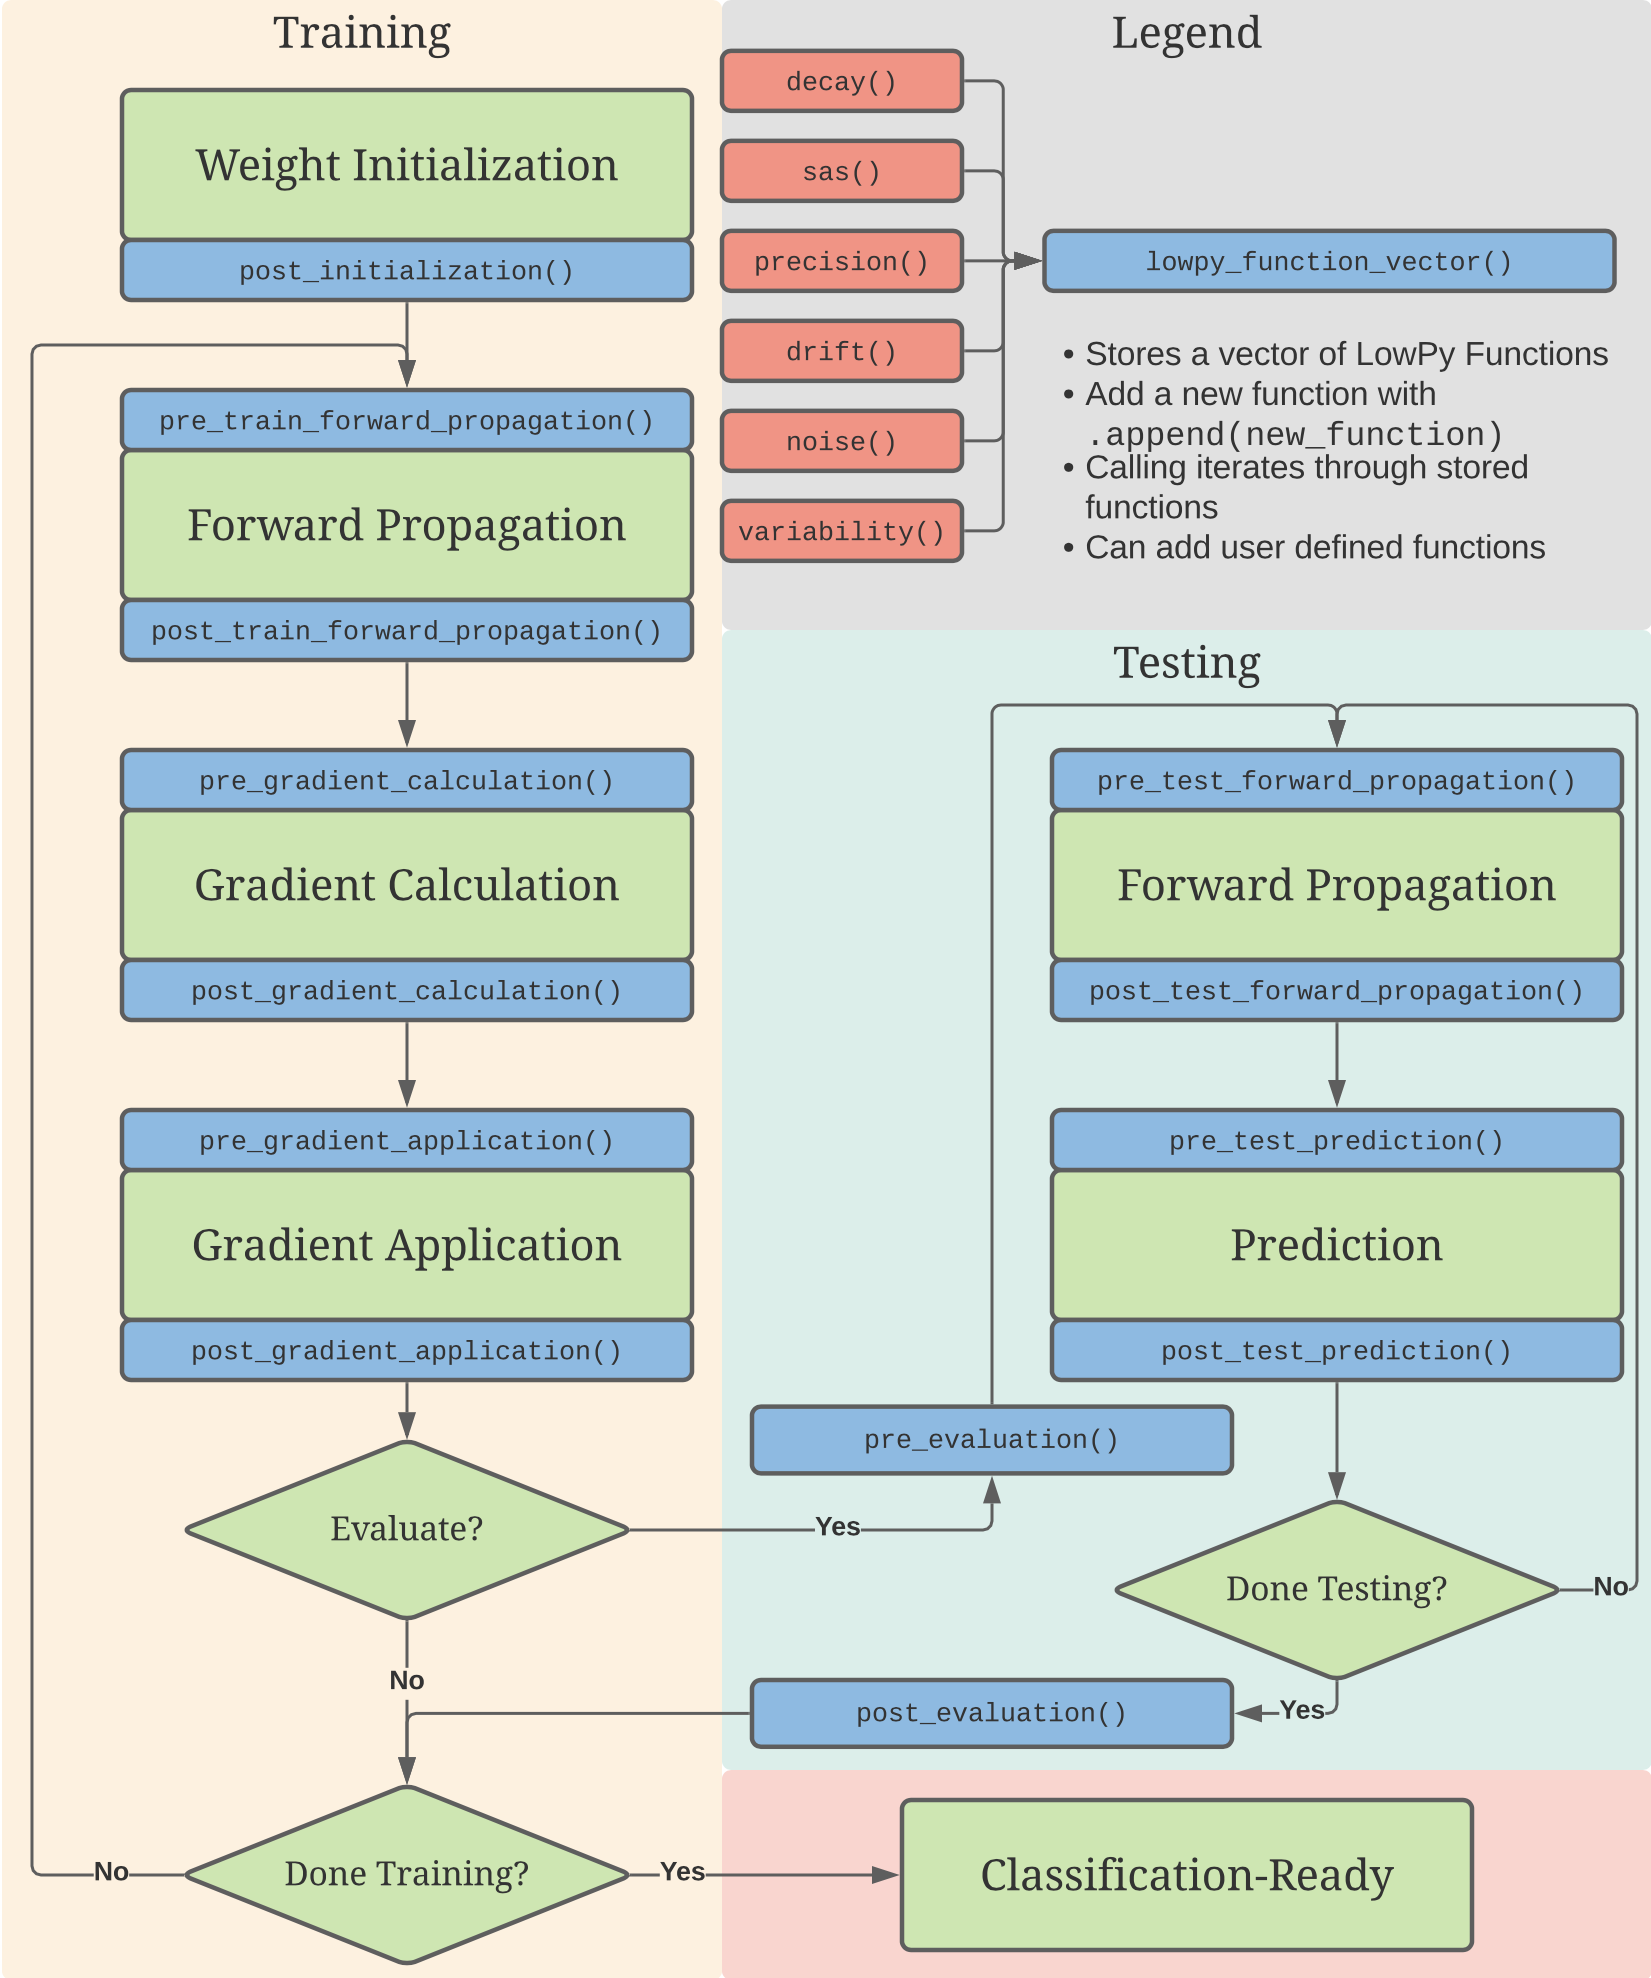 Training
Weight Initialization
post_initialization()
pre_train_forward_propagation()
Forward Propagation
post_train_forward_propagation()
pre_gradient_calculation()
Gradient Calculation
post_gradient_calculation()
pre_gradient_application()
Gradient Application
post_gradient_application()
Evaluate?
Yes
No
Done Training?
No
Yes
Legend
decay()
sas()
precision()
drift()
noise()
variability()
lowpy_function_vector()
• Stores a vector of LowPy Functions
• Add a new function with
.append(new_function)
• Calling iterates through stored
functions
• Can add user defined functions
Testing
pre_test_forward_propagation()
Forward Propagation
post_test_forward_propagation()
pre_test_prediction()
Prediction
post_test_prediction()
pre_evaluation()
Done Testing?
No
Yes
post_evaluation()
Classification-Ready